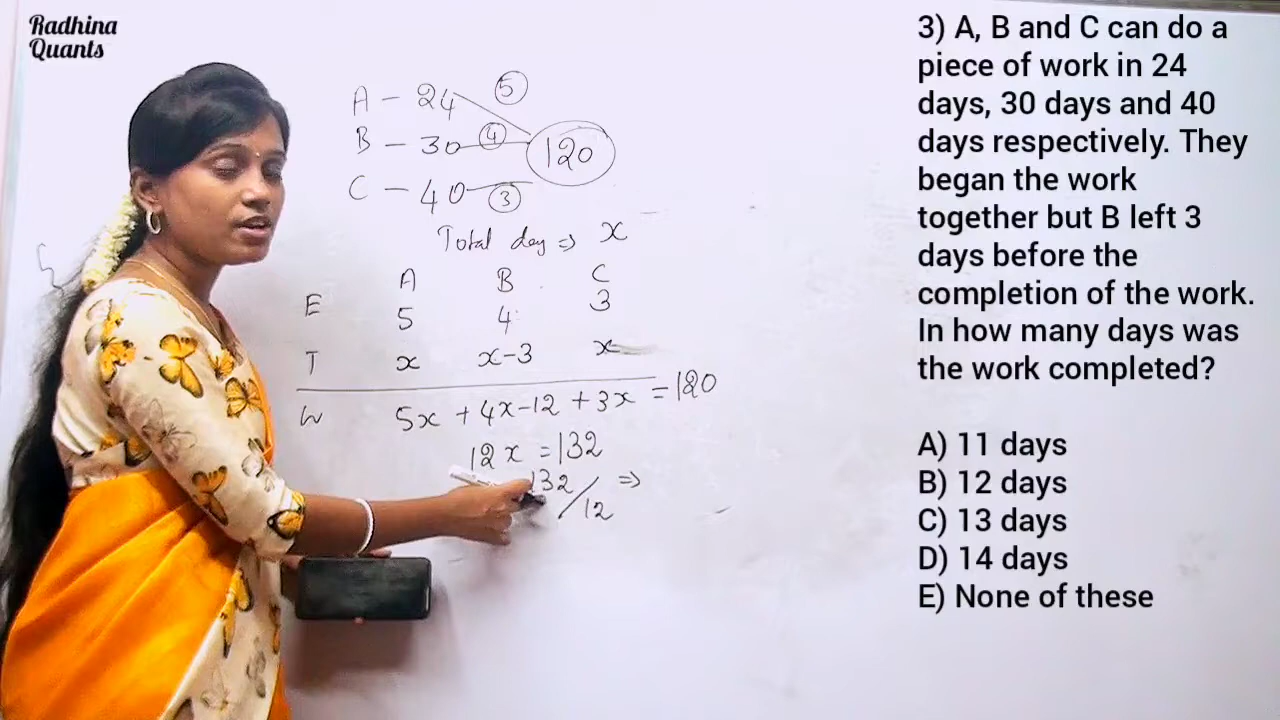 Radhina
Quants
A - 24 5
B - 30 4 120
C - 40 3
Total day ⇒ x
A B C
E 5 4 3
T x x-3 x
W 5x + 4x-12 + 3x = 120
12x = 132
132/12 ⇒
3) A, B and C can do a
piece of work in 24
days, 30 days and 40
days respectively. They
began the work
together but B left 3
days before the
completion of the work.
In how many days was
the work completed?
A) 11 days
B) 12 days
C) 13 days
D) 14 days
E) None of these